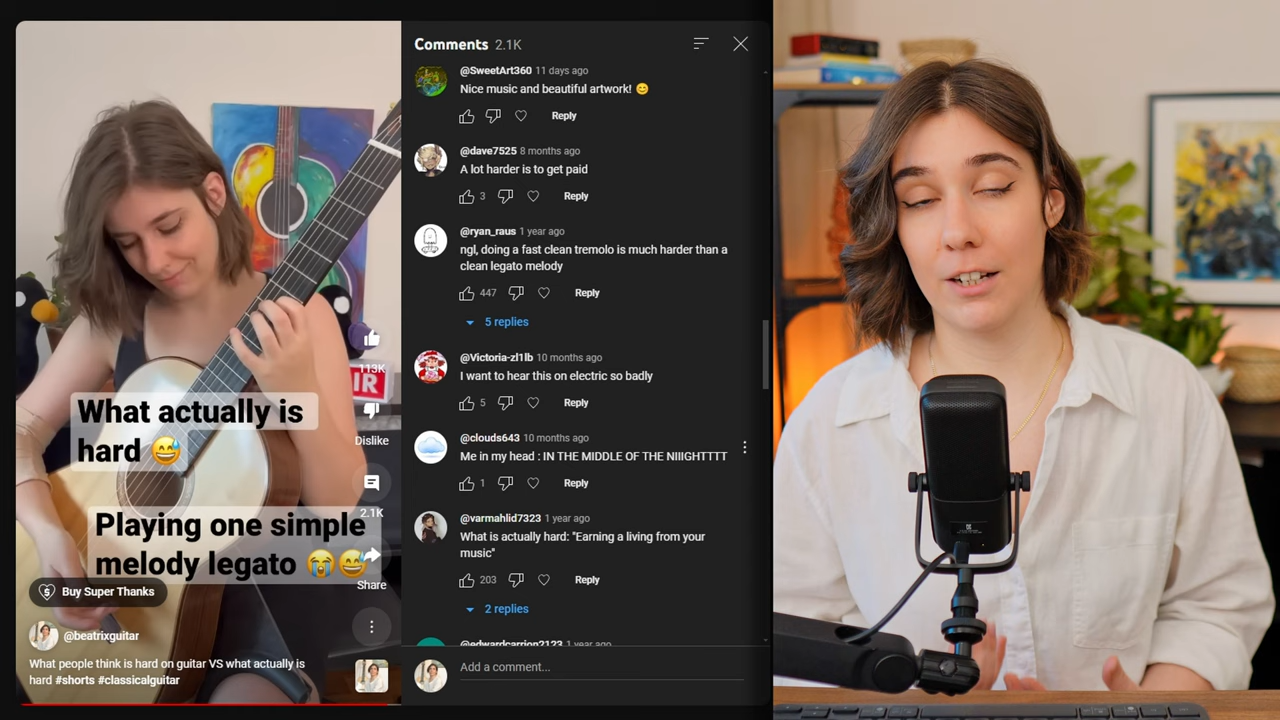 What actually is
hard 😅
Playing one simple
melody legato 😭😅
IR
113K
Dislike
2.1K
Share
Buy Super Thanks
@beatrixguitar
What people think is hard on guitar VS what actually is
hard #shorts #classicalguitar
Comments 2.1K
@SweetArt360 11 days ago
Nice music and beautiful artwork! 😊
Reply
@dave7525 8 months ago
A lot harder is to get paid
3 Reply
@ryan_raus 1 year ago
ngl, doing a fast clean tremolo is much harder than a
clean legato melody
447 Reply
5 replies
@Victoria-zl1lb 10 months ago
I want to hear this on electric so badly
5 Reply
@clouds643 10 months ago
Me in my head : IN THE MIDDLE OF THE NIIIGHTTTT
1 Reply
@varmahlid7323 1 year ago
What is actually hard: "Earning a living from your
music"
203 Reply
2 replies
@edwardcarrion2123 1 year ago
Add a comment...